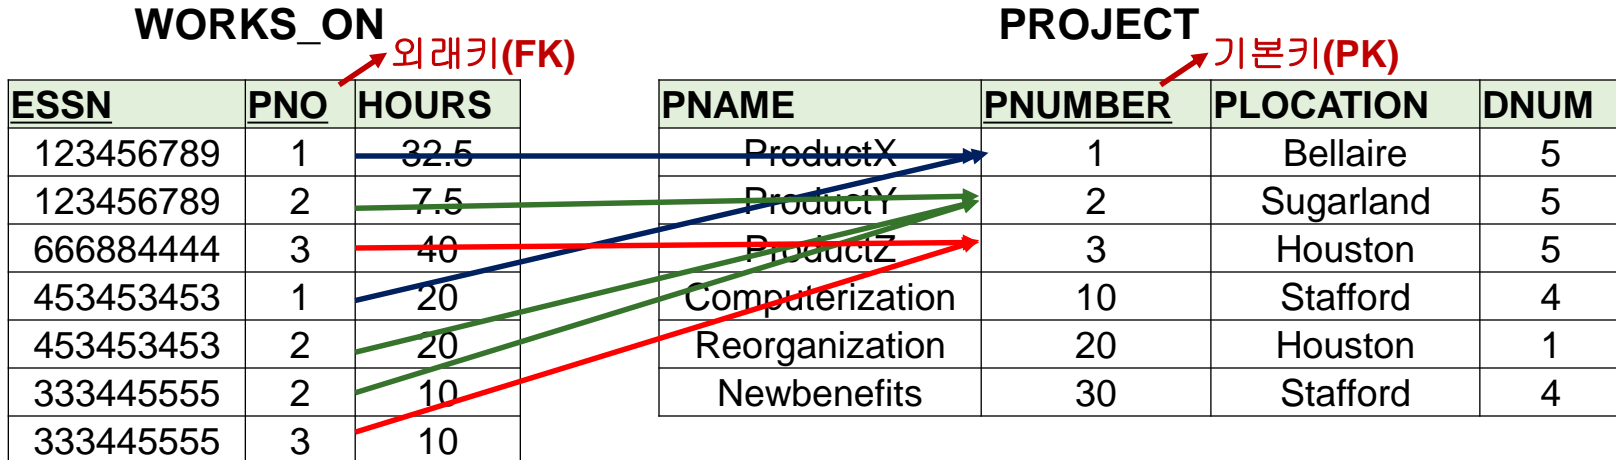 WORKS_ON
외래키(FK)
ESSN PNO HOURS
123456789 1 32.5
123456789 2 7.5
666884444 3 40
453453453 1 20
453453453 2 20
333445555 2 10
333445555 3 10
PROJECT
기본키(PK)
PNAME PNUMBER PLOCATION DNUM
ProductX 1 Bellaire 5
ProductY 2 Sugarland 5
ProductZ 3 Houston 5
Computerization 10 Stafford 4
Reorganization 20 Houston 1
Newbenefits 30 Stafford 4